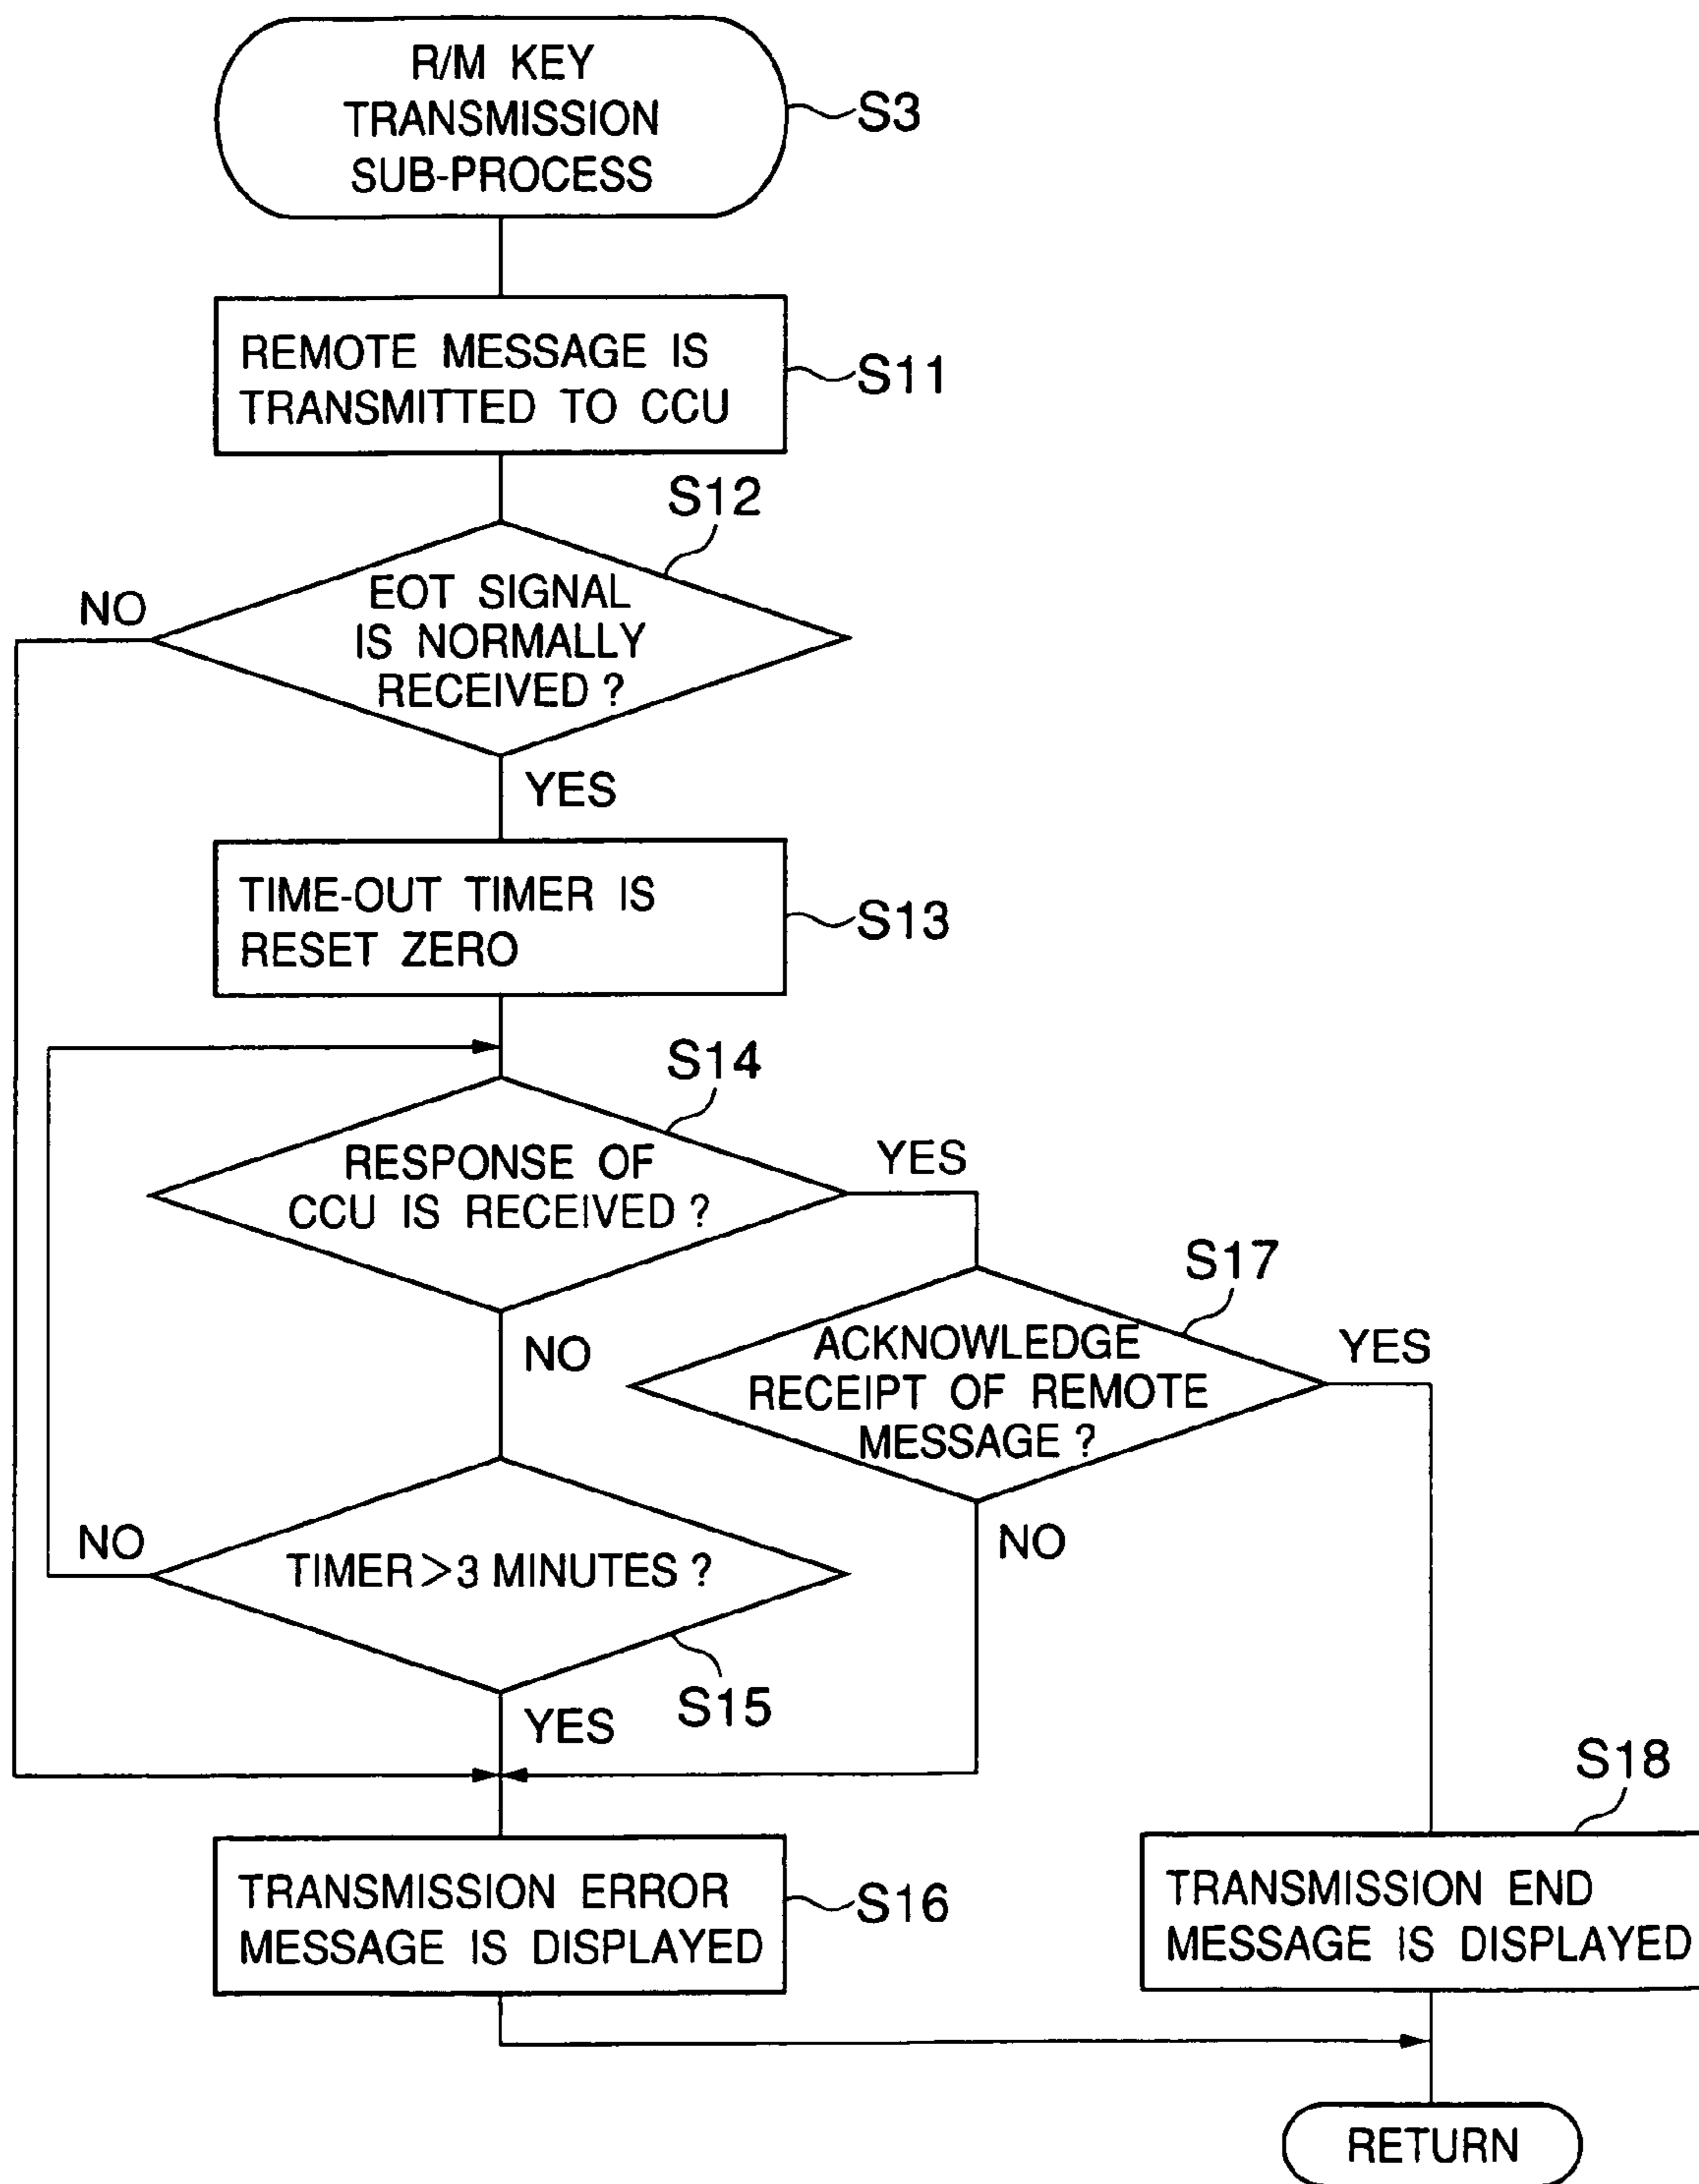 R/M KEY
TRANSMISSION
SUB-PROCESS
S3
REMOTE MESSAGE IS
TRANSMITTED TO CCU
S11
S12
NO
EOT SIGNAL
IS NORMALLY
RECEIVED ?
YES
TIME-OUT TIMER IS
RESET ZERO
S13
S14
RESPONSE OF
CCU IS RECEIVED ?
YES
NO
S17
ACKNOWLEDGE
RECEIPT OF REMOTE
MESSAGE ?
YES
NO
NO
TIMER>3 MINUTES ?
S15
YES
S18
TRANSMISSION ERROR
MESSAGE IS DISPLAYED
S16
TRANSMISSION END
MESSAGE IS DISPLAYED
RETURN